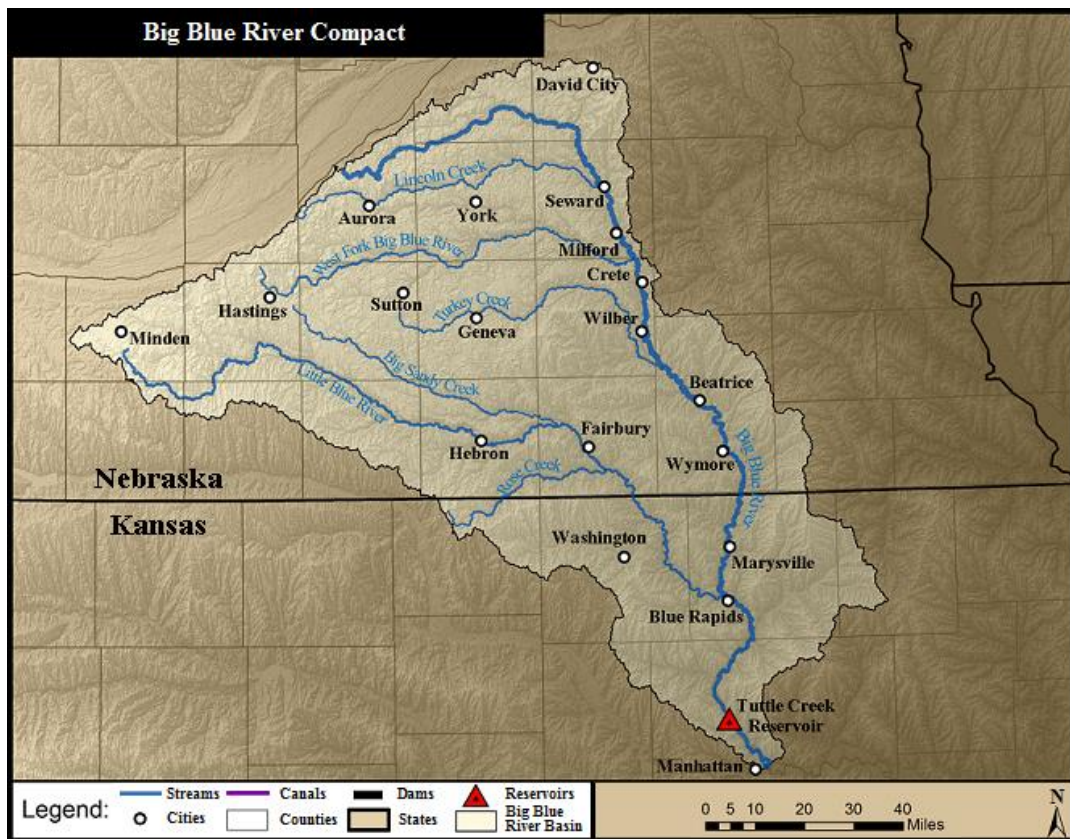 Big Blue River Compact
David City
Lincoln Creek
Seward
Aurora
York
West Fork Big Blue River
Milford
Crete
Hastings
Sutton
Turkey Creek
Geneva
Wilber
Minden
Big Sandy Creek
Little Blue River
Beatrice
Fairbury
Hebron
Big Blue River
Wymore
Rose Creek
Nebraska
Kansas
Washington
Marysville
Blue Rapids
Tuttle Creek
Reservoir
Manhattan
Legend:
Streams
Canals
Dams
Reservoirs
Cities
Counties
States
Big Blue
River Basin
0 5 10 20 30 40
Miles
N